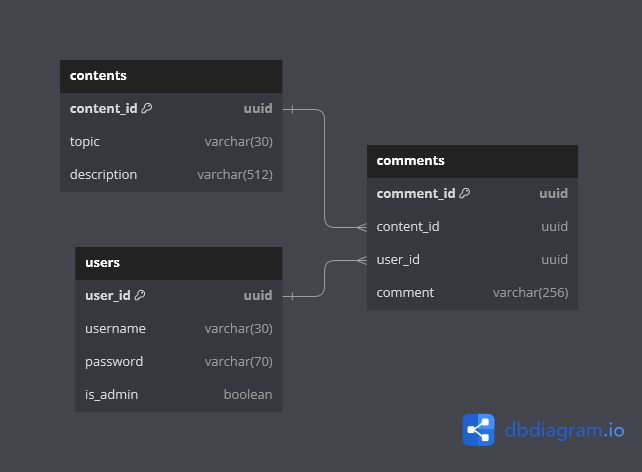 contents
content_id uuid
topic varchar(30)
description varchar(512)
comments
comment_id uuid
content_id uuid
user_id uuid
comment varchar(256)
users
user_id uuid
username varchar(30)
password varchar(70)
is_admin boolean
dbdiagram.io